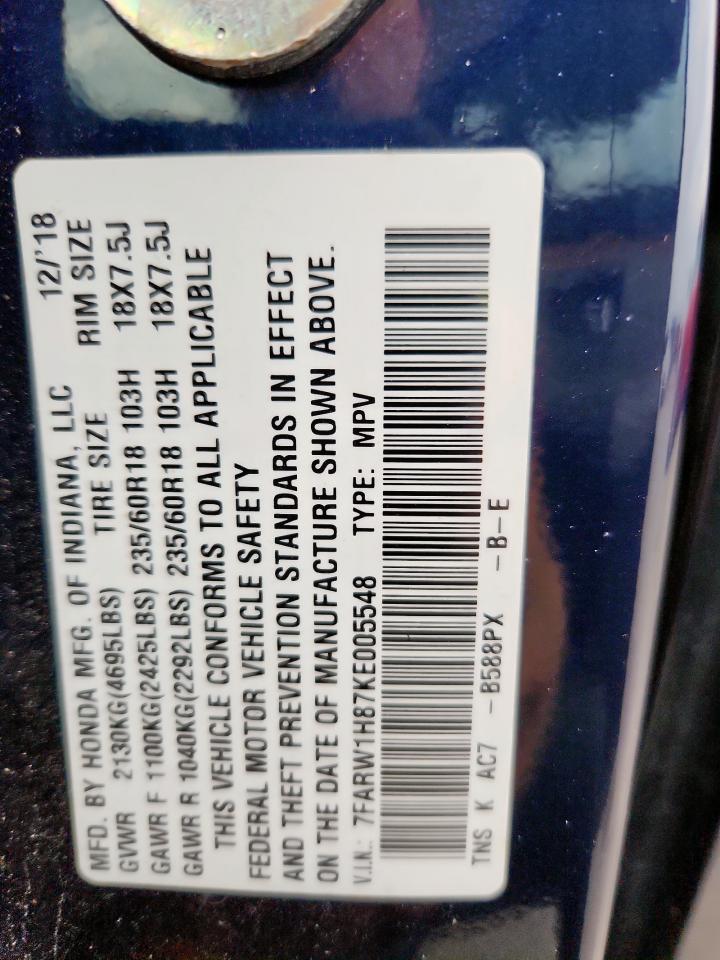 MFD. BY HONDA MFG. OF INDIANA, LLC 12/'18
TIRE SIZE RIM SIZE
GVWR 2130KG(4695LBS)
GAWR F 1100KG(2425LBS) 235/60R18 103H 18X7.5J
GAWR R 1040KG(2292LBS) 235/60R18 103H 18X7.5J
THIS VEHICLE CONFORMS TO ALL APPLICABLE
FEDERAL MOTOR VEHICLE SAFETY
AND THEFT PREVENTION STANDARDS IN EFFECT
ON THE DATE OF MANUFACTURE SHOWN ABOVE.
V.I.N.: 7FARW1H87KE005548 TYPE: MPV
TNS K AC7 -B588PX -B-E